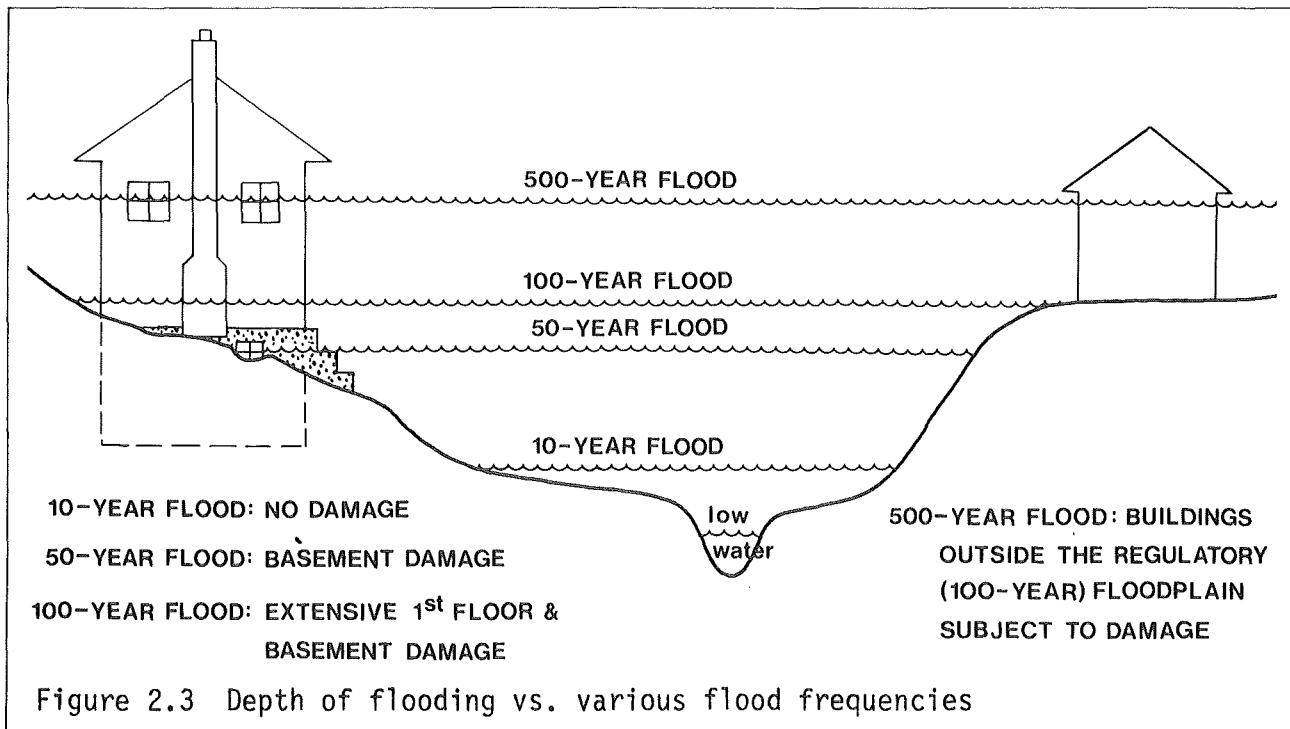 500-YEAR FLOOD
100-YEAR FLOOD
50-YEAR FLOOD
10-YEAR FLOOD
low
water
10-YEAR FLOOD: NO DAMAGE
50-YEAR FLOOD: BASEMENT DAMAGE
100-YEAR FLOOD: EXTENSIVE 1st FLOOR &
BASEMENT DAMAGE
500-YEAR FLOOD: BUILDINGS
OUTSIDE THE REGULATORY
(100-YEAR) FLOODPLAIN
SUBJECT TO DAMAGE
Figure 2.3 Depth of flooding vs. various flood frequencies